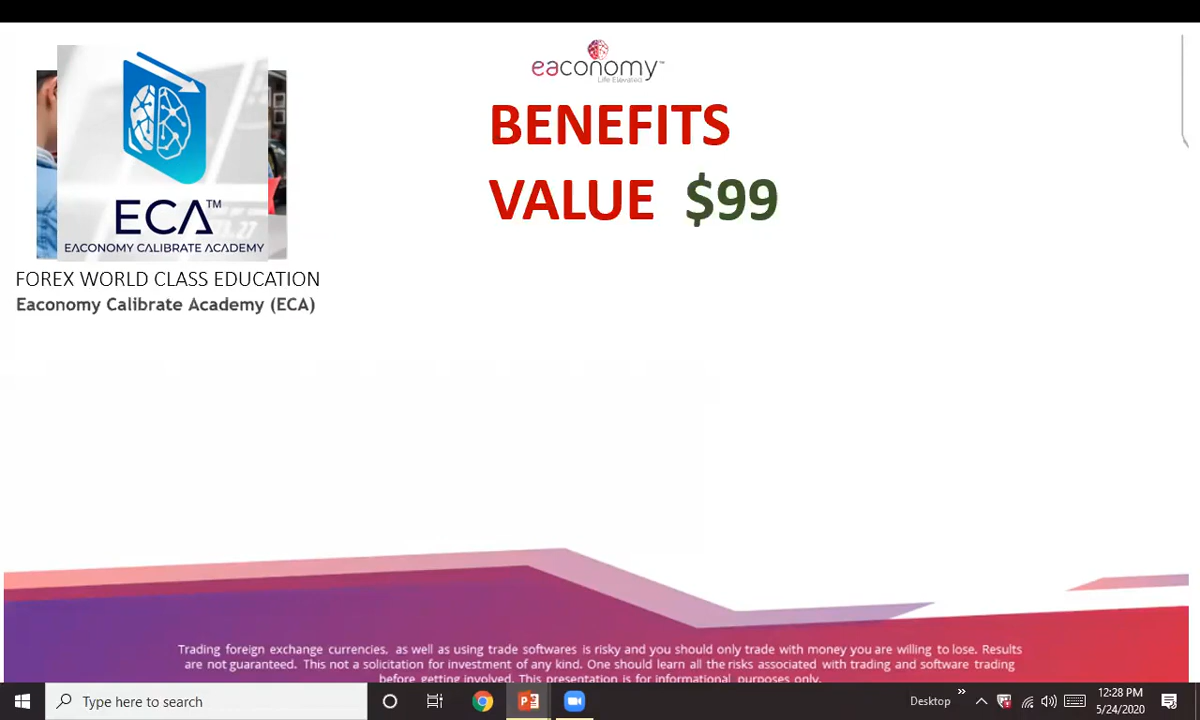 eaconomy™
Life Elevated
BENEFITS
VALUE $99
ECA™
EACONOMY CALIBRATE ACADEMY
FOREX WORLD CLASS EDUCATION
Eaconomy Calibrate Academy (ECA)
Trading foreign exchange currencies, as well as using trade softwares is risky and you should only trade with money you are willing to lose. Results
are not guaranteed. This not a solicitation for investment of any kind. One should learn all the risks associated with trading and software trading
before getting involved. This presentation is for informational purposes only.
Type here to search
Desktop
12:28 PM
5/24/2020